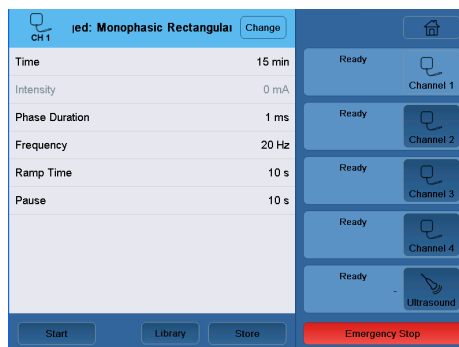 CH 1
ed: Monophasic Rectangular
Change
Time 15 min
Intensity 0 mA
Phase Duration 1 ms
Frequency 20 Hz
Ramp Time 10 s
Pause 10 s
Start
Library
Store
Ready
Channel 1
Ready
Channel 2
Ready
Channel 3
Ready
Channel 4
Ready
-
Ultrasound
Emergency Stop